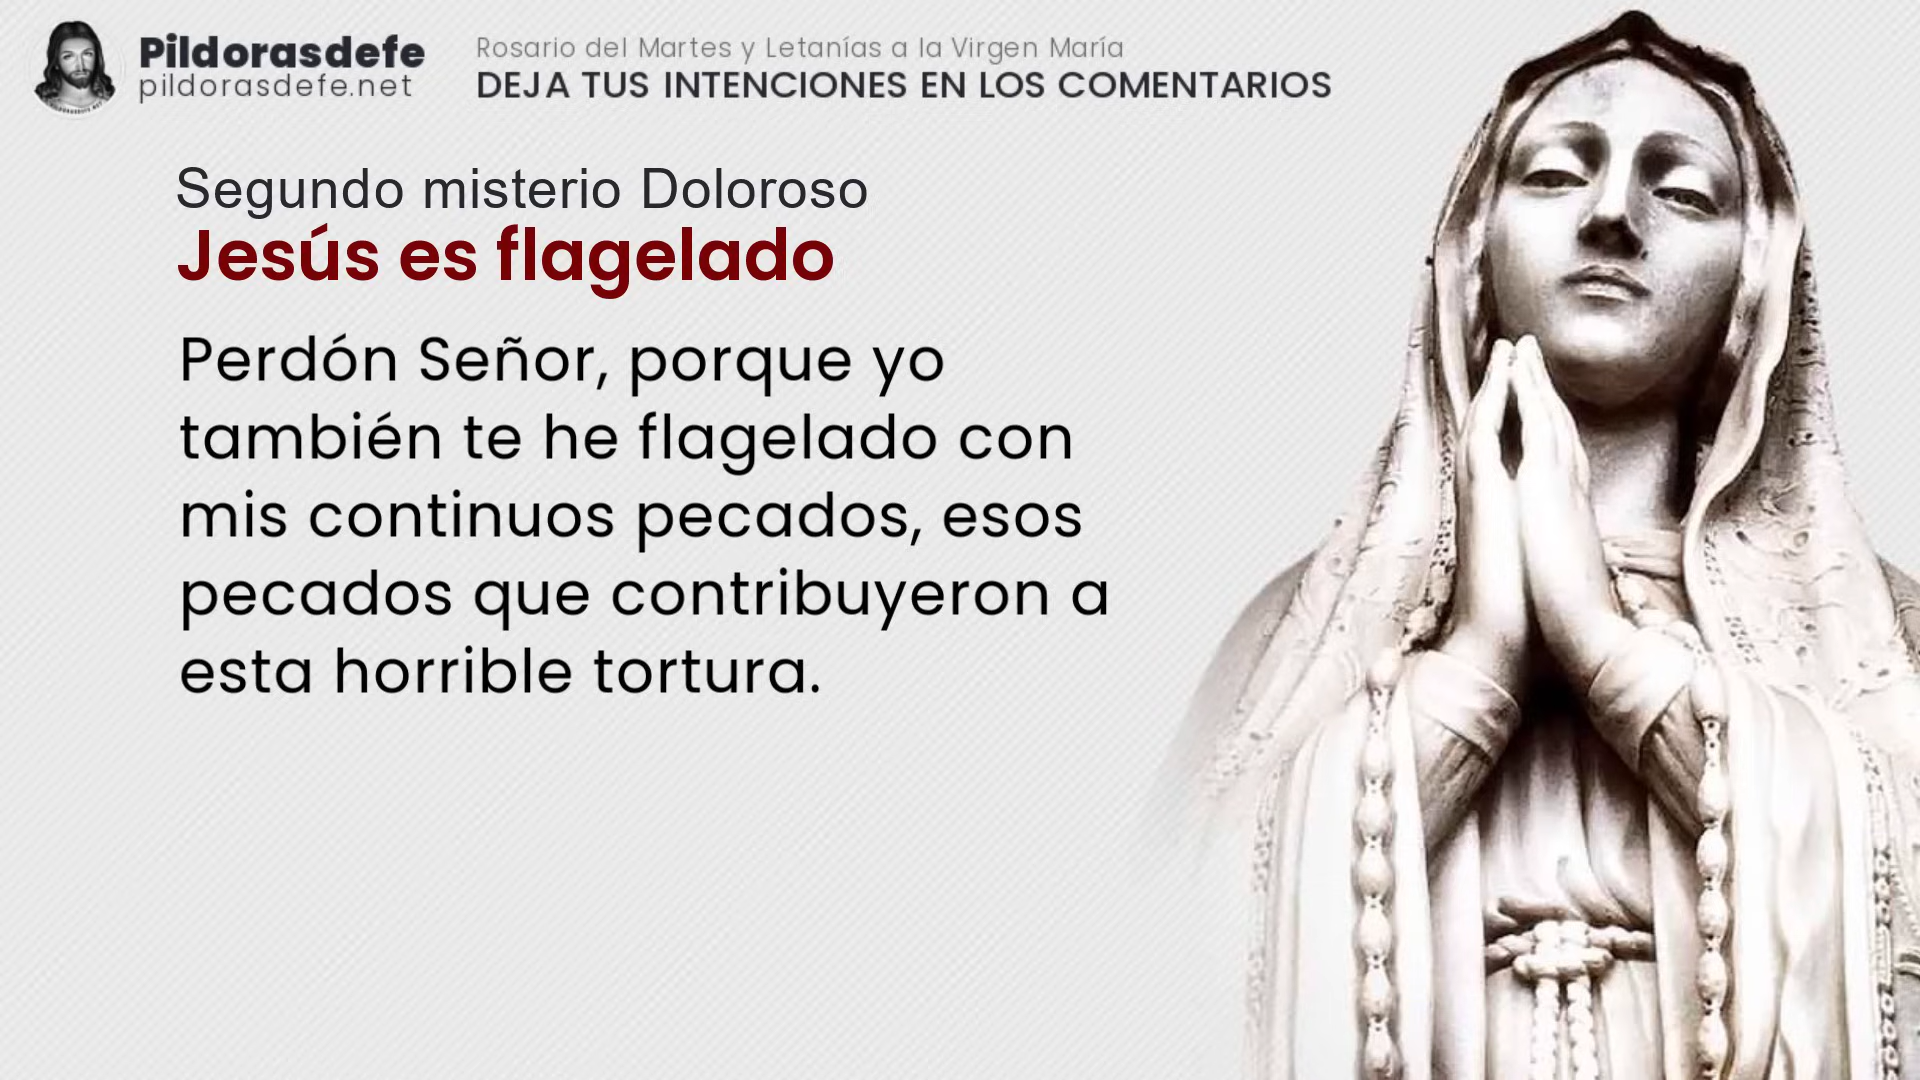 Pildorasdefe
pildorasdefe.net
Rosario del Martes y Letanías a la Virgen María
DEJA TUS INTENCIONES EN LOS COMENTARIOS
Segundo misterio Doloroso
Jesús es flagelado
Perdón Señor, porque yo
también te he flagelado con
mis continuos pecados, esos
pecados que contribuyeron a
esta horrible tortura.